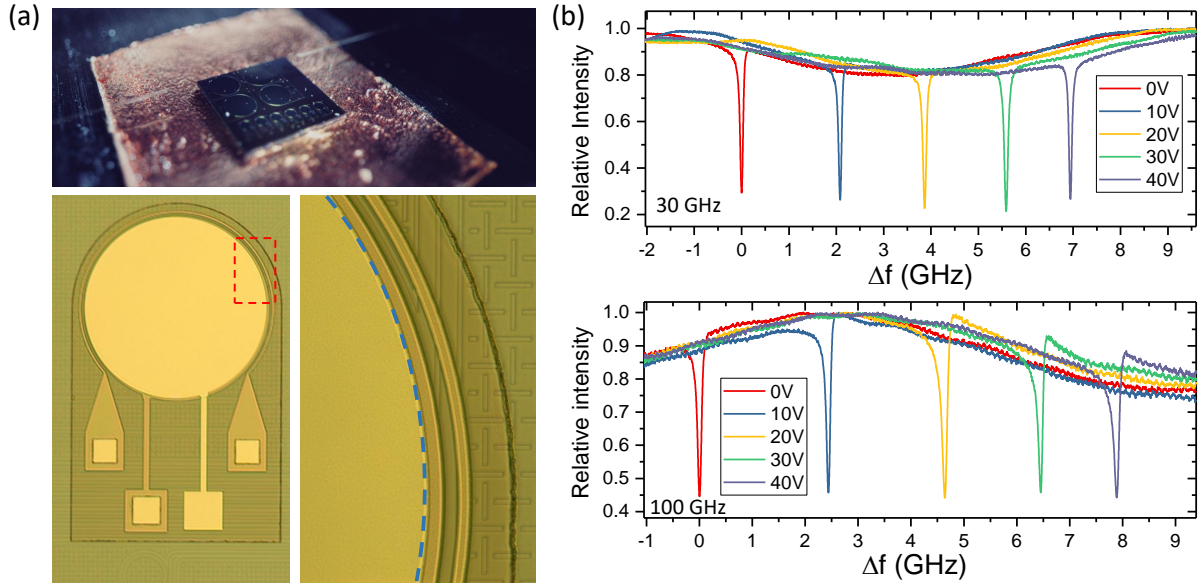 (a)
(b)
Relative Intensity
1.0
0.8
0.6
0.4
0.2
0V
10V
20V
30V
40V
30 GHz
-2 -1 0 1 2 3 4 5 6 7 8 9
Δf (GHz)
Relative intensity
1.0
0.9
0.8
0.7
0.6
0.5
0.4
0V
10V
20V
30V
40V
100 GHz
-1 0 1 2 3 4 5 6 7 8 9
Δf (GHz)